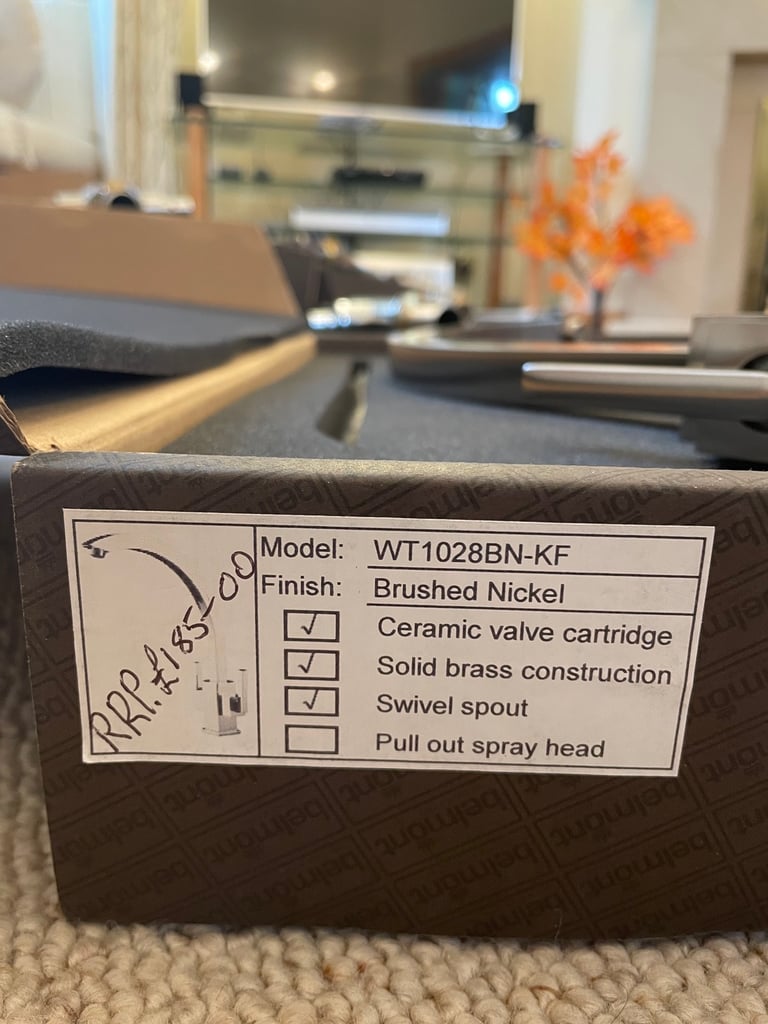 Model: WT1028BN-KF
Finish: Brushed Nickel
√ Ceramic valve cartridge
√ Solid brass construction
√ Swivel spout
Pull out spray head
RRP. £185-00
belmont